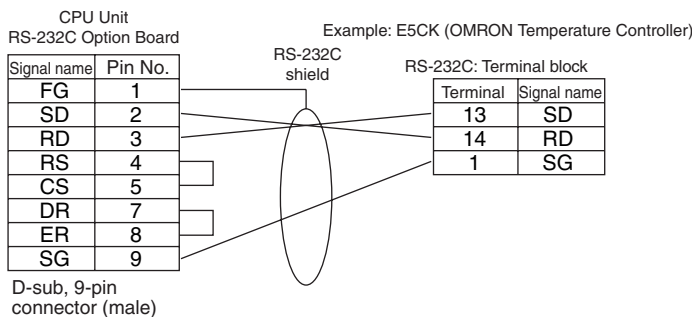 CPU Unit
RS-232C Option Board
Example: E5CK (OMRON Temperature Controller)
RS-232C
shield
RS-232C: Terminal block
Signal name Pin No.
FG 1
SD 2
RD 3
RS 4
CS 5
DR 7
ER 8
SG 9
Terminal Signal name
13 SD
14 RD
1 SG
D-sub, 9-pin
connector (male)